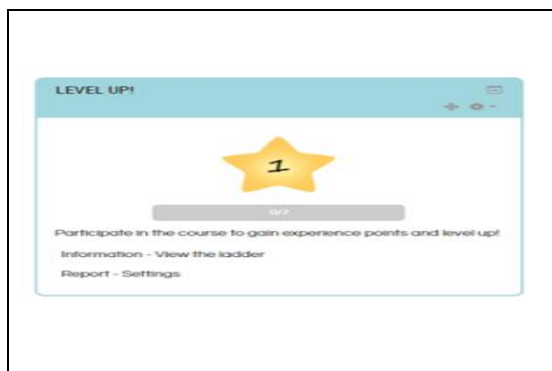 LEVEL UP!
1
Participate in the course to gain experience points and level up!
Information - View the ladder
Report - Settings